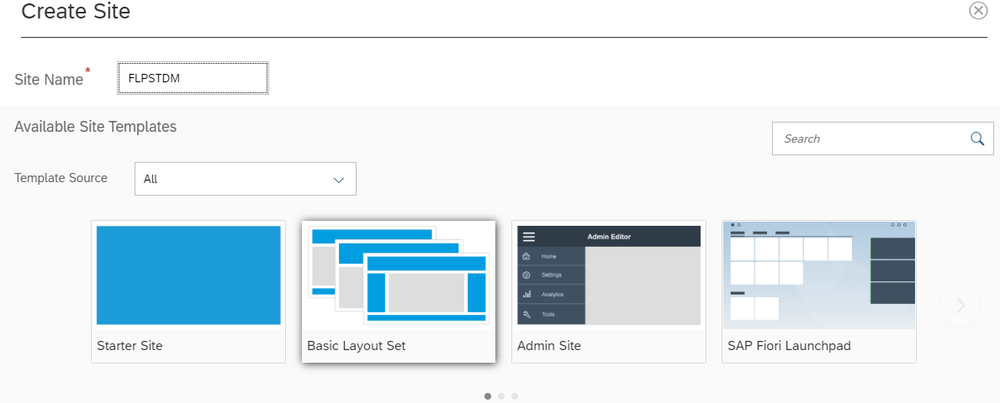 Create Site
Site Name*
FLPSTDM
Available Site Templates
Search
Template Source
All
Admin Editor
Home
Settings
Analytics
Tools
Starter Site
Basic Layout Set
Admin Site
SAP Fiori Launchpad